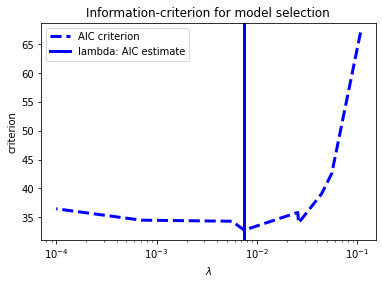 Information-criterion for model selection
AIC criterion
lambda: AIC estimate
criterion
65
60
55
50
45
40
35
10⁻⁴
10⁻³
10⁻²
10⁻¹
λ